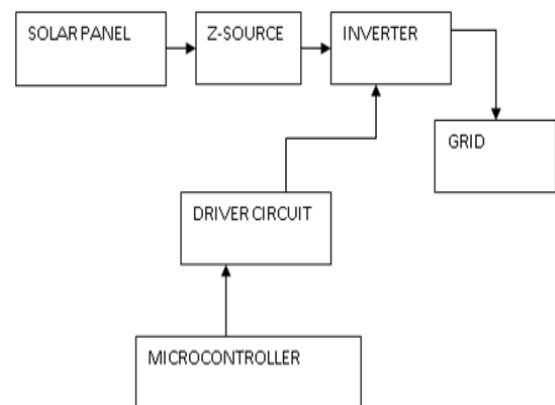 SOLAR PANEL
Z-SOURCE
INVERTER
GRID
DRIVER CIRCUIT
MICROCONTROLLER